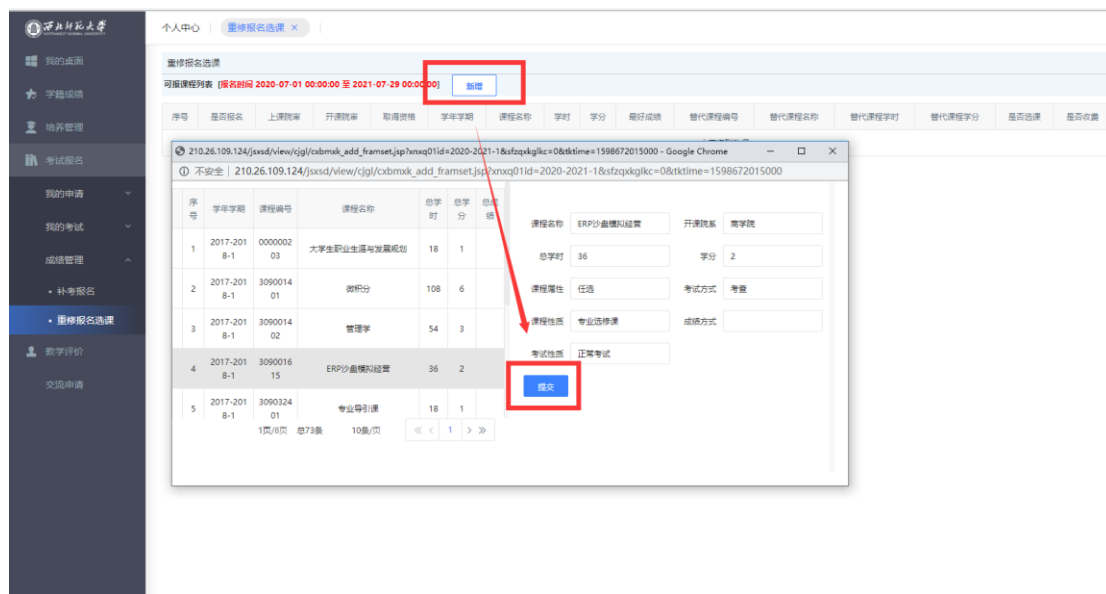 西北师范大学
NORTHWEST NORMAL UNIVERSITY
个人中心 重修报名选课 ×
我的桌面
学籍成绩
培养管理
考试报名
我的申请
我的考试
成绩管理
• 补考报名
• 重修报名选课
教学评价
交流申请
重修报名选课
可报课程列表 [报名时间 2020-07-01 00:00:00 至 2021-07-29 00:00:00] 新增
序号 是否报名 上课院审 开课院审 取得资格 学年学期 课程名称 学时 学分 最好成绩 替代课程编号 替代课程名称 替代课程学时 替代课程学分 是否选课 是否收费
210.26.109.124/jsxsd/view/cjgl/cxbmxk_add_framset.jsp?xnxq01id=2020-2021-1&sfzqxkglkc=0&tktime=1598672015000 - Google Chrome
不安全 | 210.26.109.124/jsxsd/view/cjgl/cxbmxk_add_framset.jsp?xnxq01id=2020-2021-1&sfzqxkglkc=0&tktime=1598672015000
序号 学年学期 课程编号 课程名称 总学时 总学分 总成绩
1 2017-2018-1 000000203 大学生职业生涯与发展规划 18 1
2 2017-2018-1 309001401 微积分 108 6
3 2017-2018-1 309001402 管理学 54 3
4 2017-2018-1 309001615 ERP沙盘模拟经营 36 2
5 2017-2018-1 309032401 专业导引课 18 1
1页/8页 总73条 10条/页 《 < 1 > 》
课程名称 ERP沙盘模拟经营 开课院系 商学院
总学时 36 学分 2
课程属性 任选 考试方式 考查
课程性质 专业选修课 成绩方式
考试性质 正常考试
提交